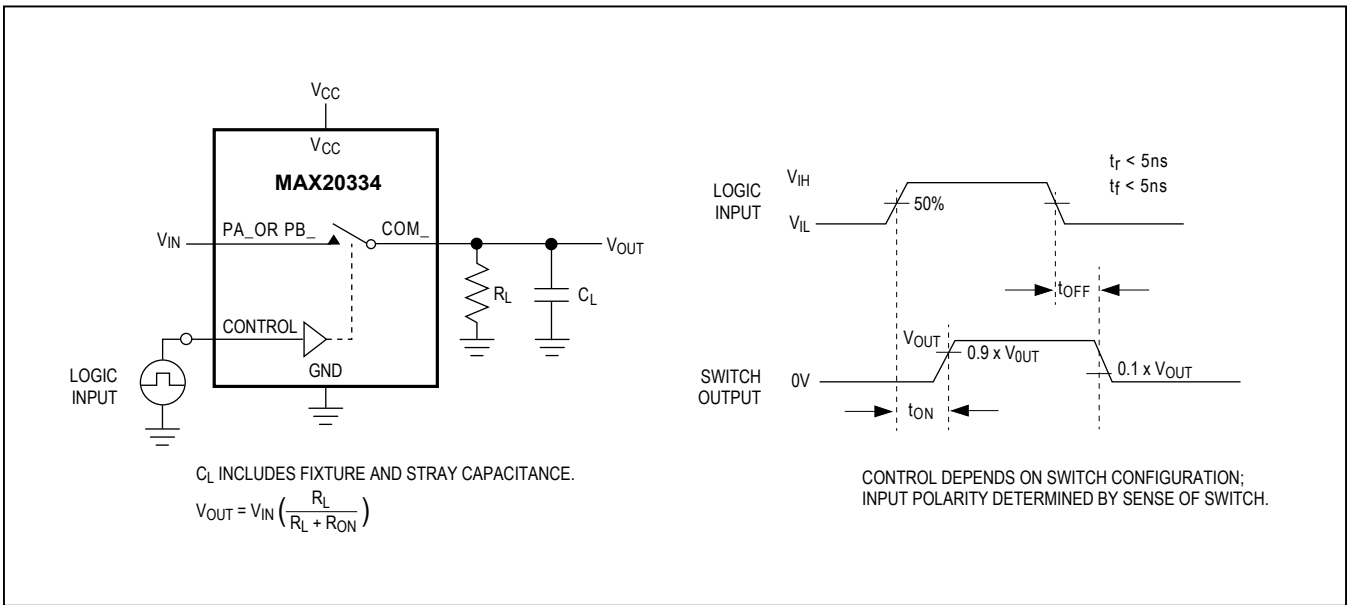 VCC
VCC
MAX20334
VIN
PA_OR PB_
COM_
VOUT
RL
CL
CONTROL
GND
LOGIC
INPUT
CL INCLUDES FIXTURE AND STRAY CAPACITANCE.
VOUT = VIN (RL / RL + RON)
LOGIC
INPUT
VIH
VIL
50%
tr < 5ns
tf < 5ns
tOFF
SWITCH
OUTPUT
VOUT
0V
0.9 x V0UT
0.1 x VOUT
tON
CONTROL DEPENDS ON SWITCH CONFIGURATION;
INPUT POLARITY DETERMINED BY SENSE OF SWITCH.